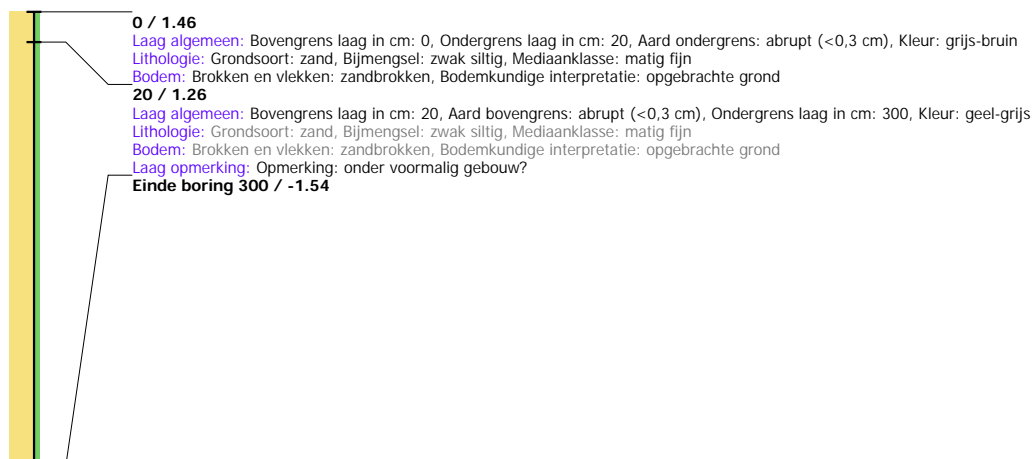 0 / 1.46
Laag algemeen: Bovengrens laag in cm: 0, Ondergrens laag in cm: 20, Aard ondergrens: abrupt (<0,3 cm), Kleur: grijs-bruin
Lithologie: Grondsoort: zand, Bijmengsel: zwak siltig, Mediaanklasse: matig fijn
Bodem: Brokken en vlekken: zandbrokken, Bodemkundige interpretatie: opgebrachte grond
20 / 1.26
Laag algemeen: Bovengrens laag in cm: 20, Aard bovengrens: abrupt (<0,3 cm), Ondergrens laag in cm: 300, Kleur: geel-grijs
Lithologie: Grondsoort: zand, Bijmengsel: zwak siltig, Mediaanklasse: matig fijn
Bodem: Brokken en vlekken: zandbrokken, Bodemkundige interpretatie: opgebrachte grond
Laag opmerking: Opmerking: onder voormalig gebouw?
Einde boring 300 / -1.54